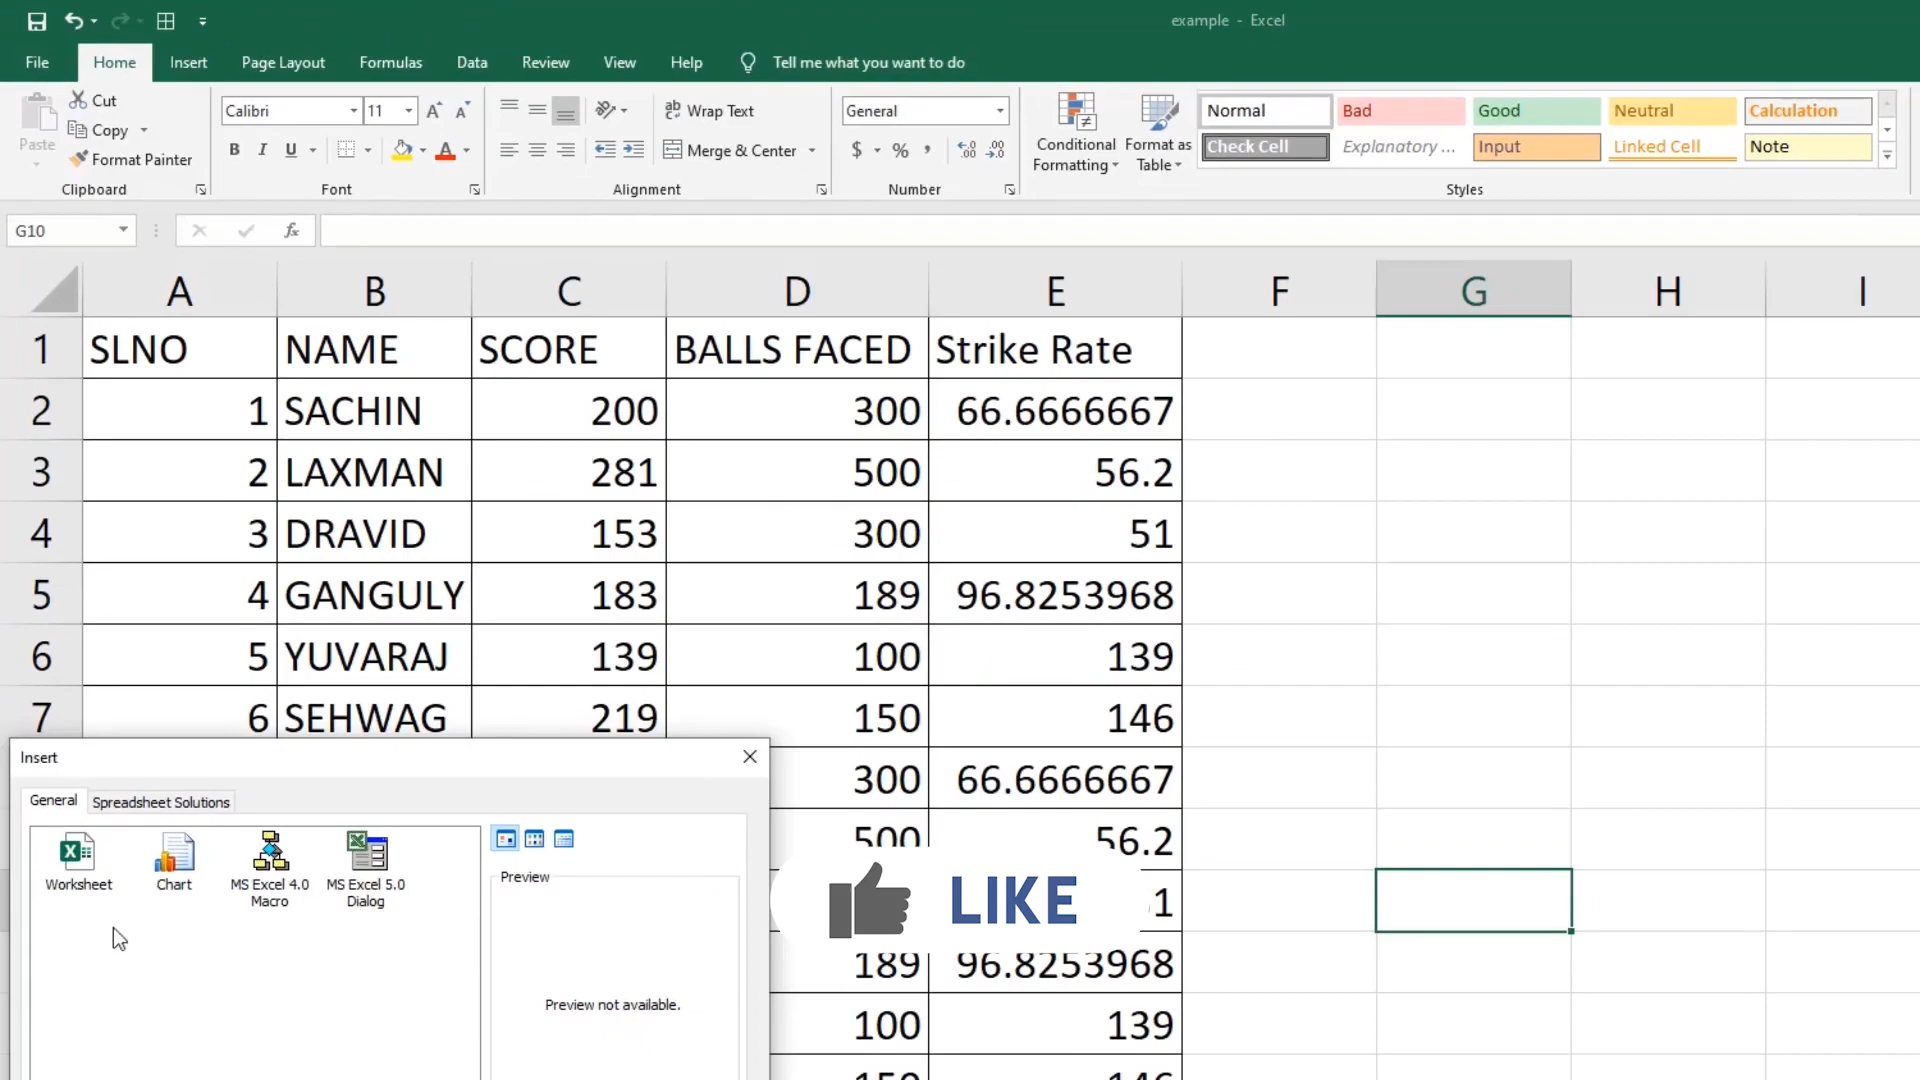 example - Excel
File Home Insert Page Layout Formulas Data Review View Help Tell me what you want to do
Paste Cut Copy Format Painter Clipboard
Calibri 11 B I U A Font
Wrap Text Merge & Center Alignment
General $ % , Number
Conditional Formatting Format as Table
Normal Bad Good Neutral Calculation
Check Cell Explanatory ... Input Linked Cell Note
Styles
G10 fx
A B C D E F G H I
1 SLNO NAME SCORE BALLS FACED Strike Rate
2 1 SACHIN 200 300 66.6666667
3 2 LAXMAN 281 500 56.2
4 3 DRAVID 153 300 51
5 4 GANGULY 183 189 96.8253968
6 5 YUVARAJ 139 100 139
7 6 SEHWAG 219 150 146
300 66.6666667
500 56.2
1
189 96.8253968
100 139
150 146
Insert
General Spreadsheet Solutions
Worksheet Chart MS Excel 4.0 Macro MS Excel 5.0 Dialog
Preview
Preview not available.
LIKE